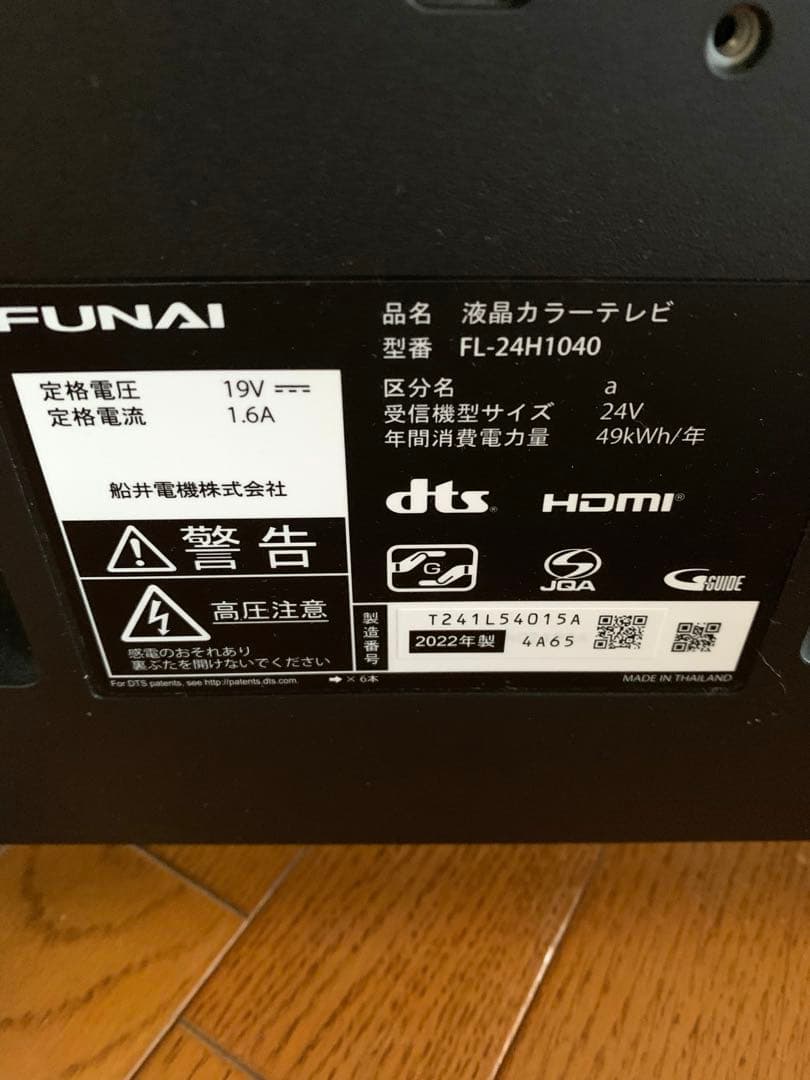 FUNAI
品名 液晶カラーテレビ
型番 FL-24H1040
定格電圧 19V
定格電流 1.6A
船井電機株式会社
区分名 a
受信機型サイズ 24V
年間消費電力量 49kWh/年
dts® HDMI®
G JQA G-GUIDE
警告
高圧注意
感電のおそれあり
裏ぶたを開けないでください
製造番号
T241L54015A
2022年製 4A65
For DTS patents, see http://patents.dts.com. ➡ × 6本
MADE IN THAILAND